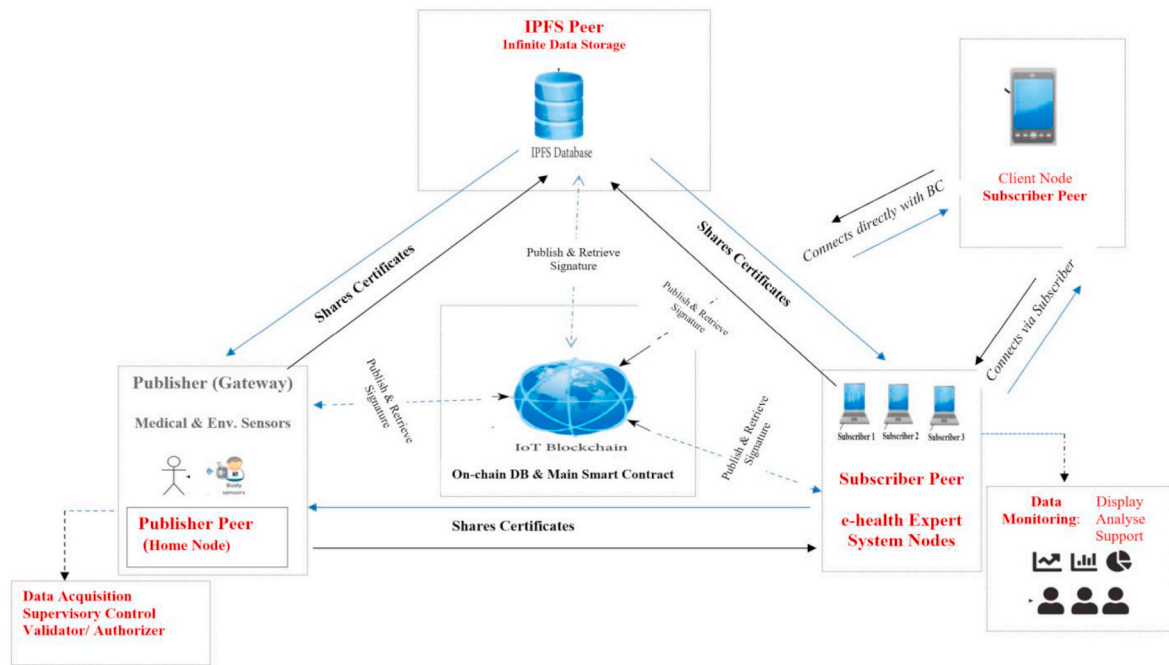 IPFS Peer
Infinite Data Storage
IPFS Database
Client Node
Subscriber Peer
Connects directly with BC
Connects via Subscriber
Shares Certificates
Shares Certificates
Publish & Retrieve
Signature
Publish & Retrieve
Signature
Publish & Retrieve
Signature
Publish & Retrieve
Signature
IoT Blockchain
On-chain DB & Main Smart Contract
Publisher (Gateway)
Medical & Env. Sensors
Body
sensors
Publisher Peer
(Home Node)
Shares Certificates
Subscriber 1
Subscriber 2
Subscriber 3
Subscriber Peer
e-health Expert
System Nodes
Data Acquisition
Supervisory Control
Validator/ Authorizer
Data Monitoring: Display
Analyse
Support